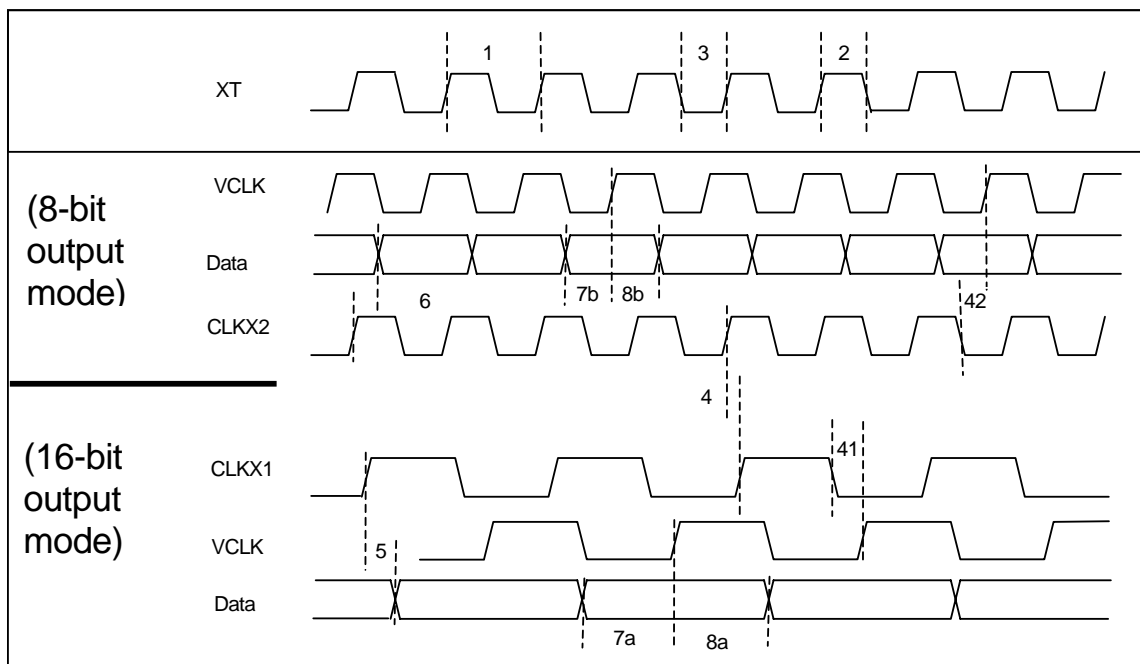 1
3
2
XT
(8-bit
output
mode)
VCLK
Data
6
7b
8b
42
CLKX2
4
(16-bit
output
mode)
CLKX1
41
VCLK
5
Data
7a
8a